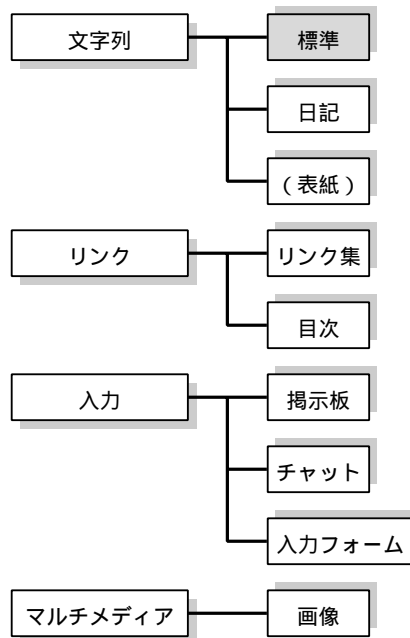 文字列
標準
日記
（表紙）
リンク
リンク集
目次
入力
掲示板
チャット
入力フォーム
マルチメディア
画像